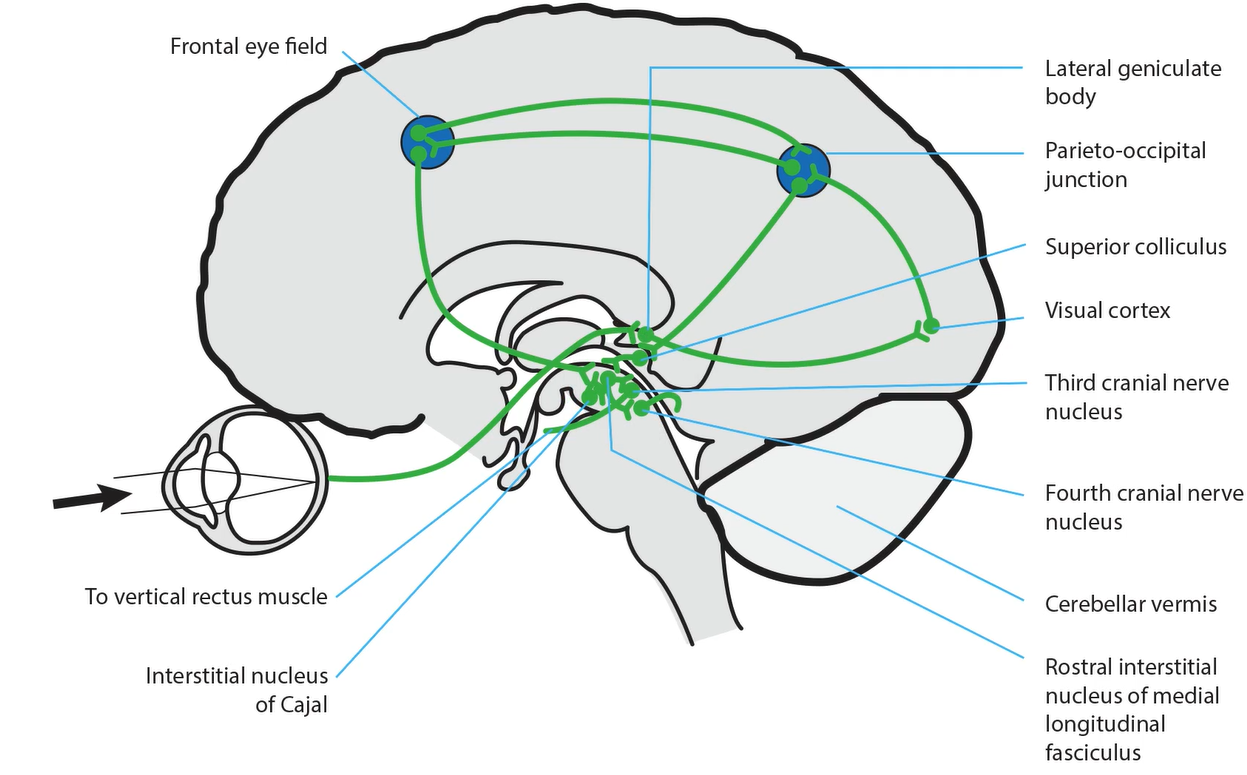 Frontal eye field
Lateral geniculate
body
Parieto-occipital
junction
Superior colliculus
Visual cortex
Third cranial nerve
nucleus
Fourth cranial nerve
nucleus
To vertical rectus muscle
Cerebellar vermis
Interstitial nucleus
of Cajal
Rostral interstitial
nucleus of medial
longitudinal
fasciculus